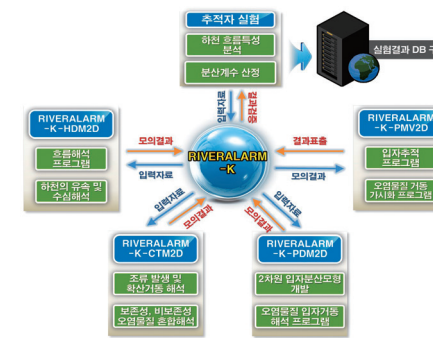 추적자 실험
하천 흐름특성
분석
분산계수 산정
실험결과 DB 구
입력자료
결과검증
RIVERALARM
-K-HDM2D
흐름해석
프로그램
하천의 유속 및
수심해석
모의결과
입력자료
RIVERALARM
-K
결과표출
모의결과
RIVERALARM
-K-PMV2D
입자추적
프로그램
오염물질 거동
가시화 프로그램
입력자료
모의결과
모의결과
입력자료
RIVERALARM
-K-CTM2D
조류 발생 및
확산거동 해석
보존성, 비보존성
오염물질 혼합해석
RIVERALARM
-K-PDM2D
2차원 입자분산모형
개발
오염물질 입자거동
해석 프로그램